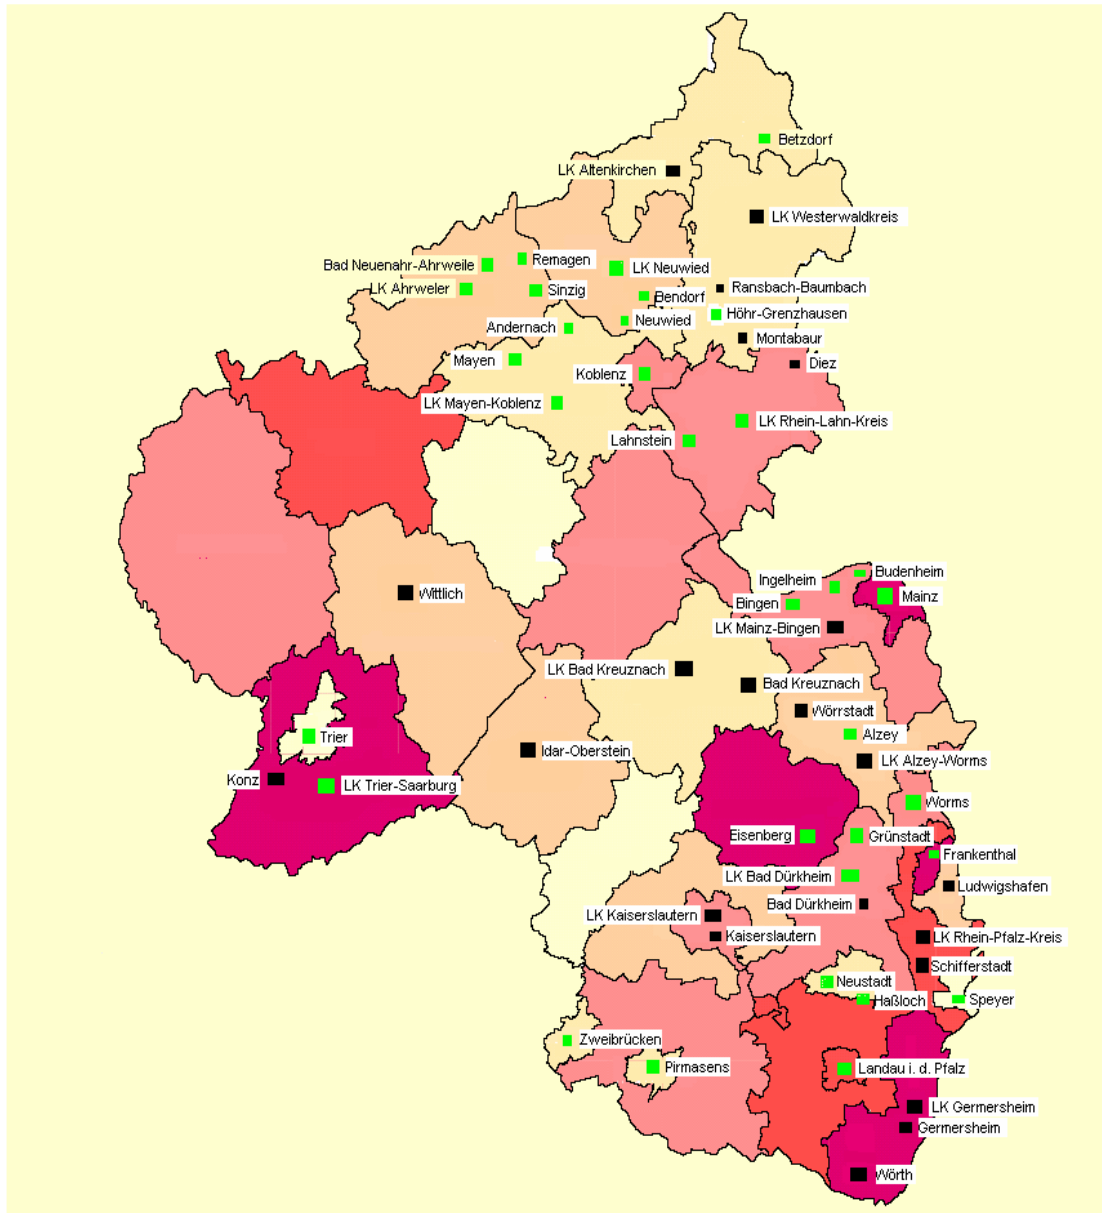 Betzdorf
LK Altenkirchen
LK Westerwaldkreis
Remagen
Bad Neuenahr-Ahrweile
LK Neuwied
LK Ahrweiler
Sinzig
Ransbach-Baumbach
Bendorf
Höhr-Grenzhausen
Neuwied
Andernach
Montabaur
Mayen
Diez
Koblenz
LK Mayen-Koblenz
LK Rhein-Lahn-Kreis
Lahnstein
Budenheim
Ingelheim
Wittlich
Mainz
Bingen
LK Mainz-Bingen
LK Bad Kreuznach
Bad Kreuznach
Wörrstadt
Trier
Alzey
Idar-Oberstein
LK Alzey-Worms
Konz
LK Trier-Saarburg
Worms
Eisenberg
Grünstadt
Frankenthal
LK Bad Dürkheim
Ludwigshafen
Bad Dürkheim
LK Kaiserslautern
Kaiserslautern
LK Rhein-Pfalz-Kreis
Schifferstadt
Neustadt
Haßloch
Speyer
Zweibrücken
Pirmasens
Landau i. d. Pfalz
LK Germersheim
Germersheim
Wörth